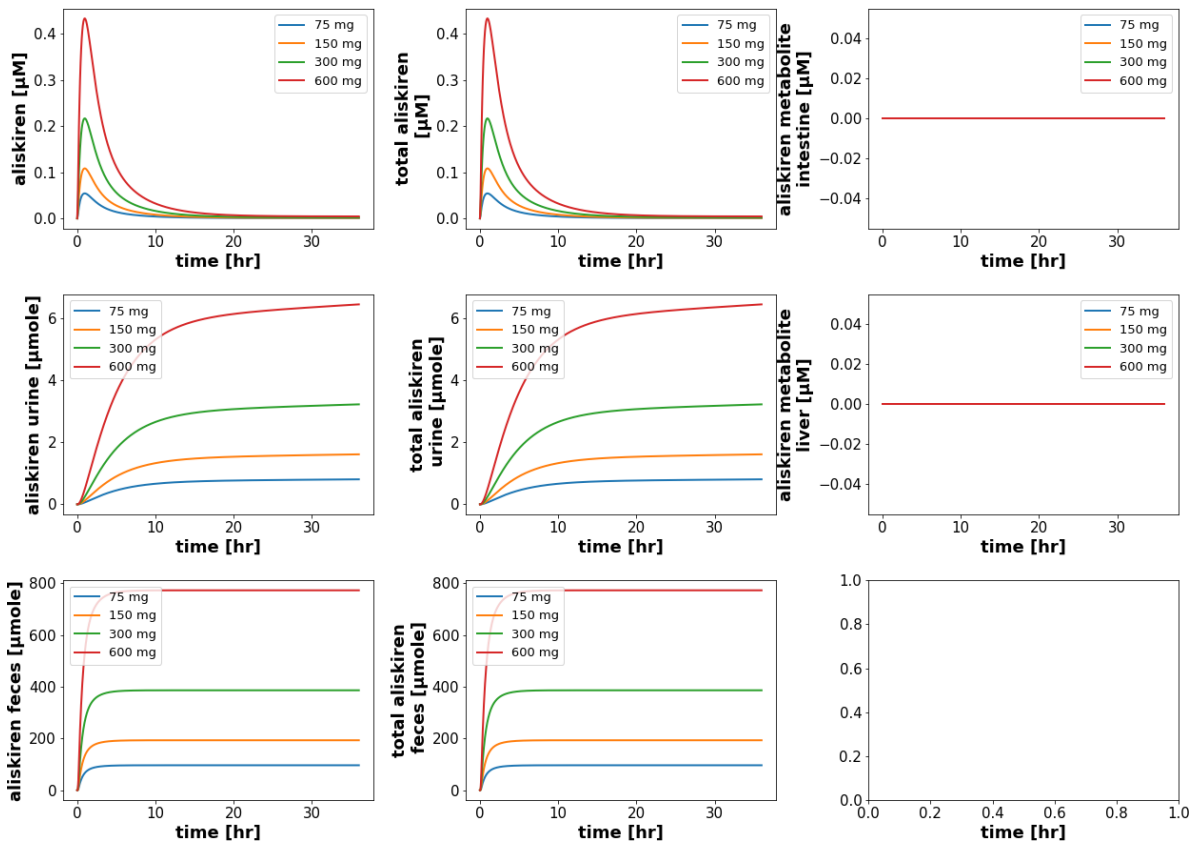 aliskiren [µM]
0.4
0.3
0.2
0.1
0.0
75 mg
150 mg
300 mg
600 mg
0 10 20 30
time [hr]
total aliskiren
[µM]
0.4
0.3
0.2
0.1
0.0
75 mg
150 mg
300 mg
600 mg
0 10 20 30
time [hr]
aliskiren metabolite
intestine [µM]
0.04
0.02
0.00
−0.02
−0.04
75 mg
150 mg
300 mg
600 mg
0 10 20 30
time [hr]
aliskiren urine [µmole]
6
4
2
0
75 mg
150 mg
300 mg
600 mg
0 10 20 30
time [hr]
total aliskiren
urine [µmole]
6
4
2
0
75 mg
150 mg
300 mg
600 mg
0 10 20 30
time [hr]
aliskiren metabolite
liver [µM]
0.04
0.02
0.00
−0.02
−0.04
75 mg
150 mg
300 mg
600 mg
0 10 20 30
time [hr]
aliskiren feces [µmole]
800
600
400
200
0
75 mg
150 mg
300 mg
600 mg
0 10 20 30
time [hr]
total aliskiren
feces [µmole]
800
600
400
200
0
75 mg
150 mg
300 mg
600 mg
0 10 20 30
time [hr]
1.0
0.8
0.6
0.4
0.2
0.0
0.0 0.2 0.4 0.6 0.8 1.0
time [hr]